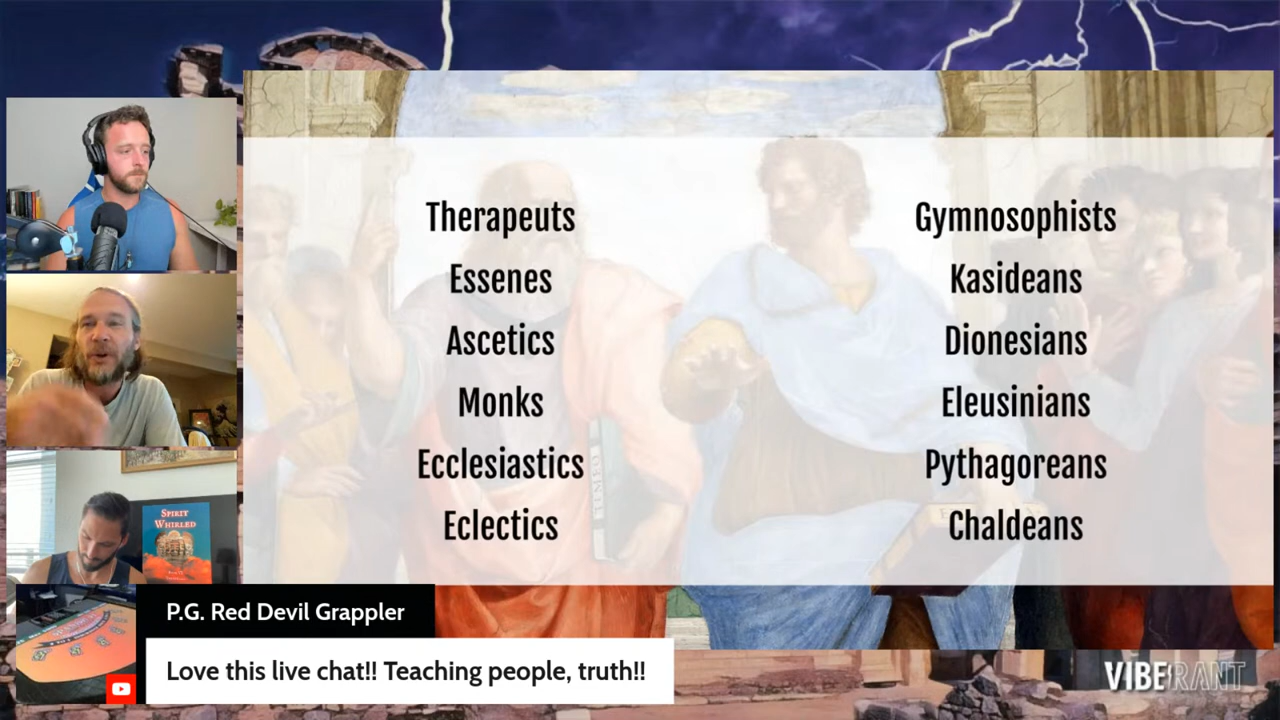 Therapeuts
Essenes
Ascetics
Monks
Ecclesiastics
Eclectics
Gymnosophists
Kasideans
Dionesians
Eleusinians
Pythagoreans
Chaldeans
SPIRIT
WHIRLED
P.G. Red Devil Grappler
Love this live chat!! Teaching people, truth!!
VIBERANT